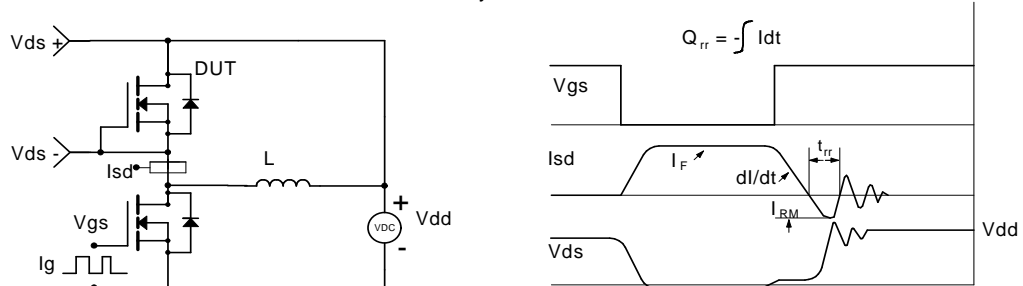 Vds +
DUT
Vds -
Isd
L
Vgs
Ig
+
VDC
-
Vdd
Qrr = -∫ Idt
Vgs
Isd
IF
dI/dt
trr
IRM
Vdd
Vds